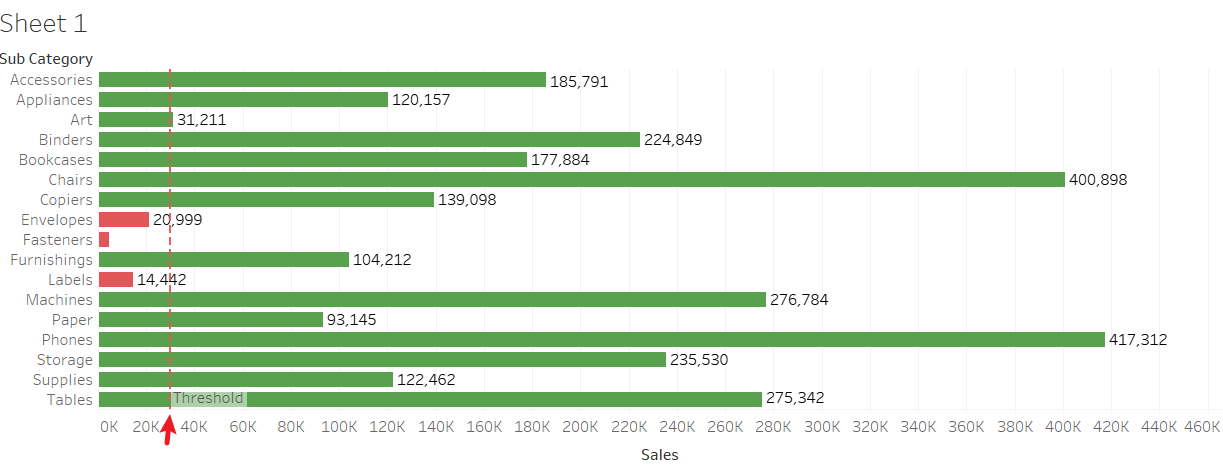 Sheet 1
Sub Category
Accessories 185,791
Appliances 120,157
Art 31,211
Binders 224,849
Bookcases 177,884
Chairs 400,898
Copiers 139,098
Envelopes 20,999
Fasteners
Furnishings 104,212
Labels 14,442
Machines 276,784
Paper 93,145
Phones 417,312
Storage 235,530
Supplies 122,462
Tables Threshold 275,342
0K 20K 40K 60K 80K 100K 120K 140K 160K 180K 200K 220K 240K 260K 280K 300K 320K 340K 360K 380K 400K 420K 440K 460K
Sales